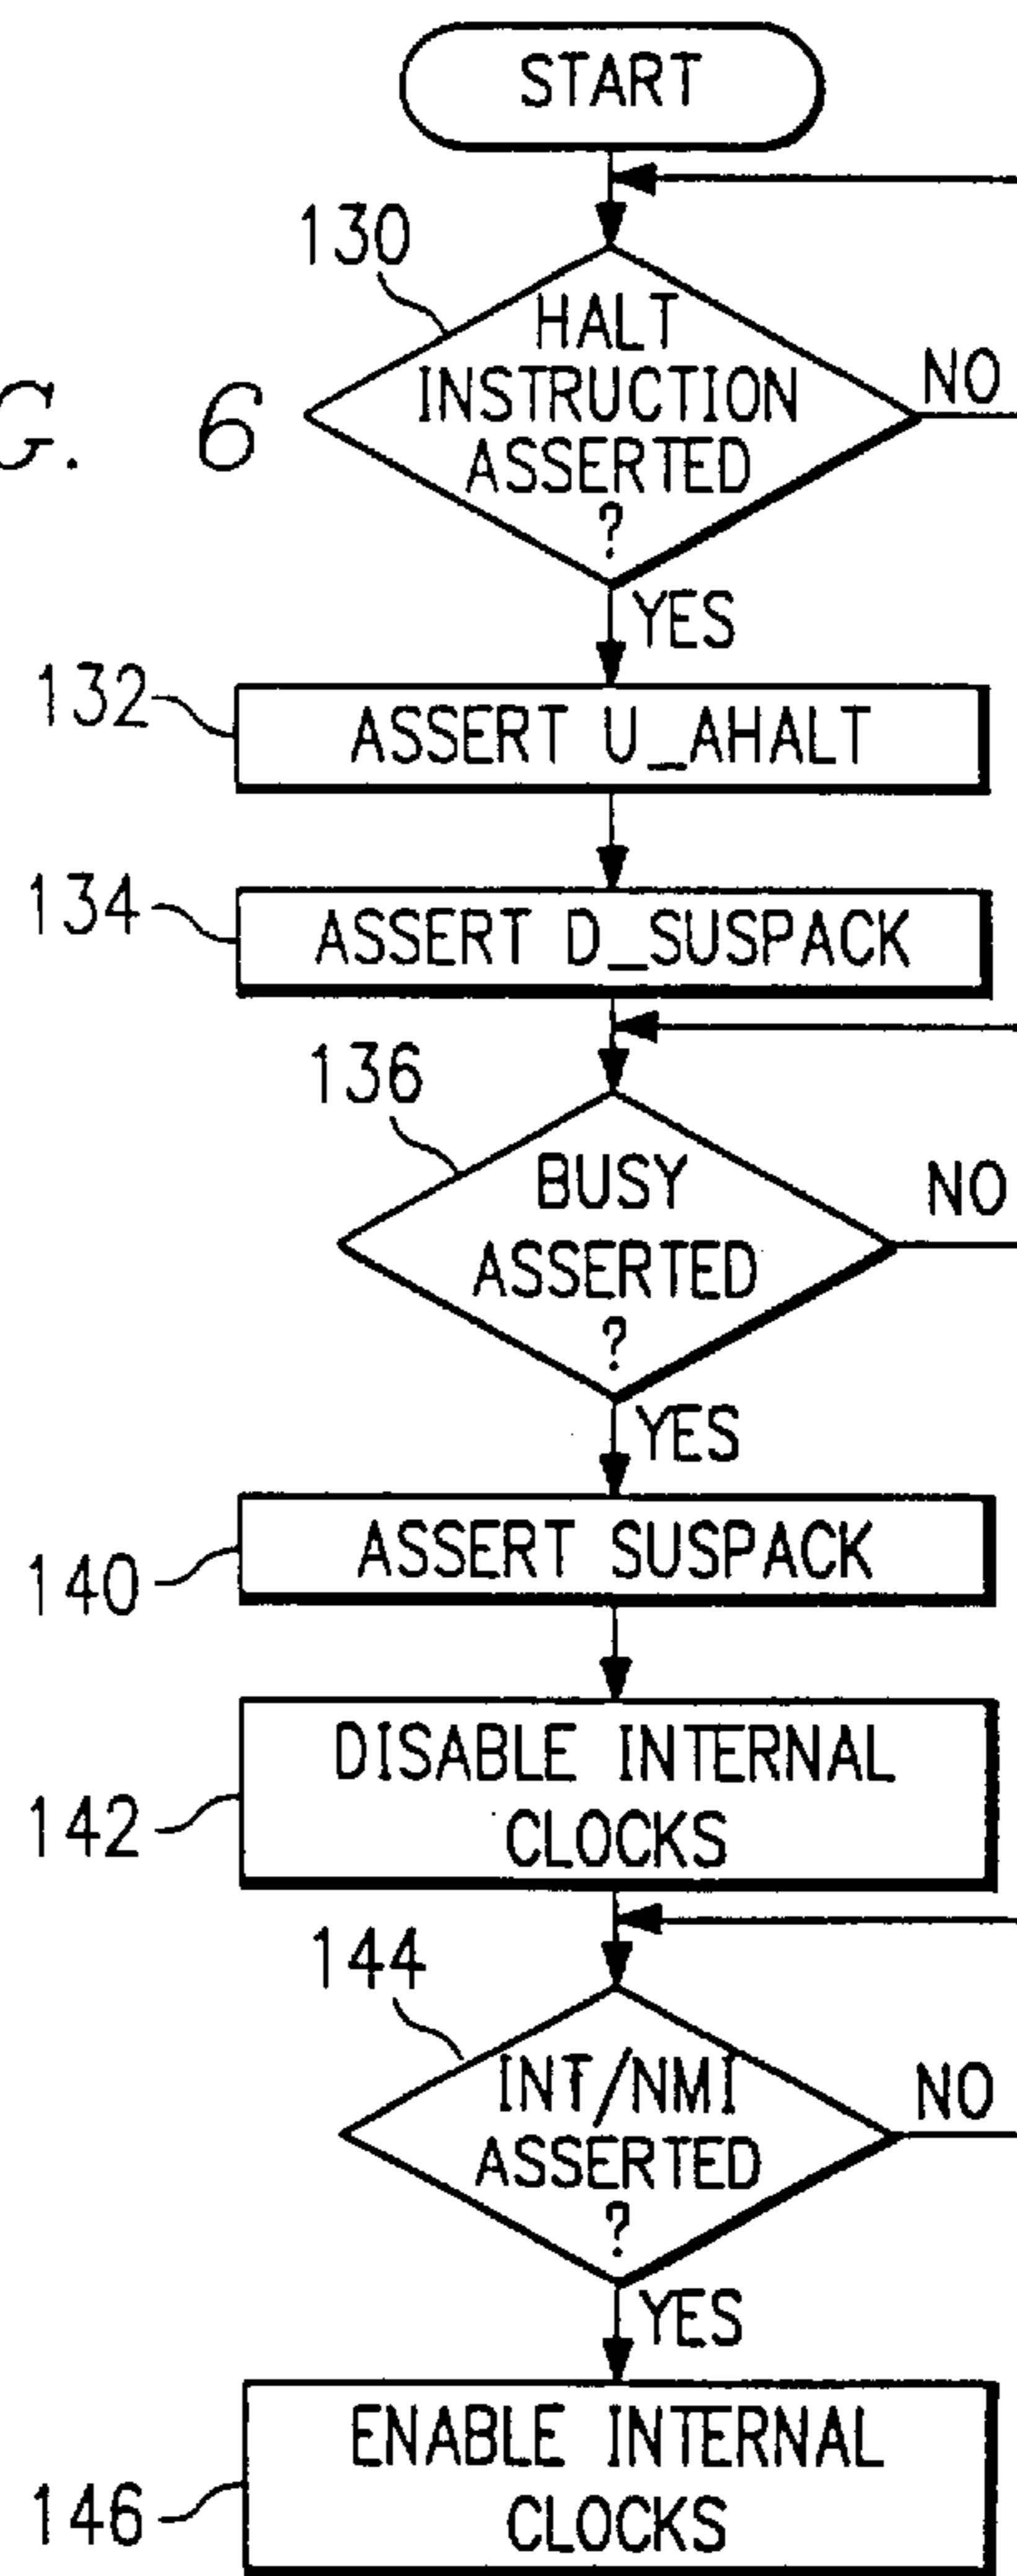 START
130
HALT
INSTRUCTION
ASSERTED
?
NO
G. 6
YES
132
ASSERT U_AHALT
134
ASSERT D_SUSPACK
136
BUSY
ASSERTED
?
NO
YES
140
ASSERT SUSPACK
142
DISABLE INTERNAL
CLOCKS
144
INT/NMI
ASSERTED
?
NO
YES
146
ENABLE INTERNAL
CLOCKS